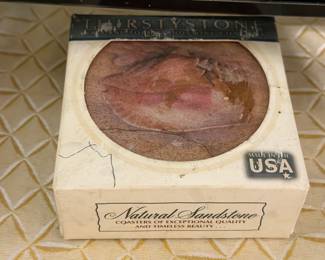 THIRSTYSTONE
MADE IN THE
USA
Natural Sandstone
COASTERS OF EXCEPTIONAL QUALITY
AND TIMELESS BEAUTY . . .